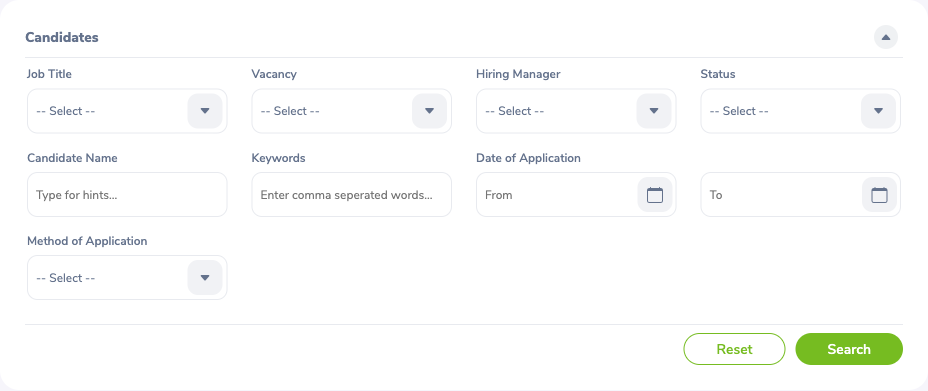 Candidates
Job Title Vacancy Hiring Manager Status
-- Select -- -- Select -- -- Select -- -- Select --
Candidate Name Keywords Date of Application
Type for hints... Enter comma seperated words... From To
Method of Application
-- Select --
Reset Search